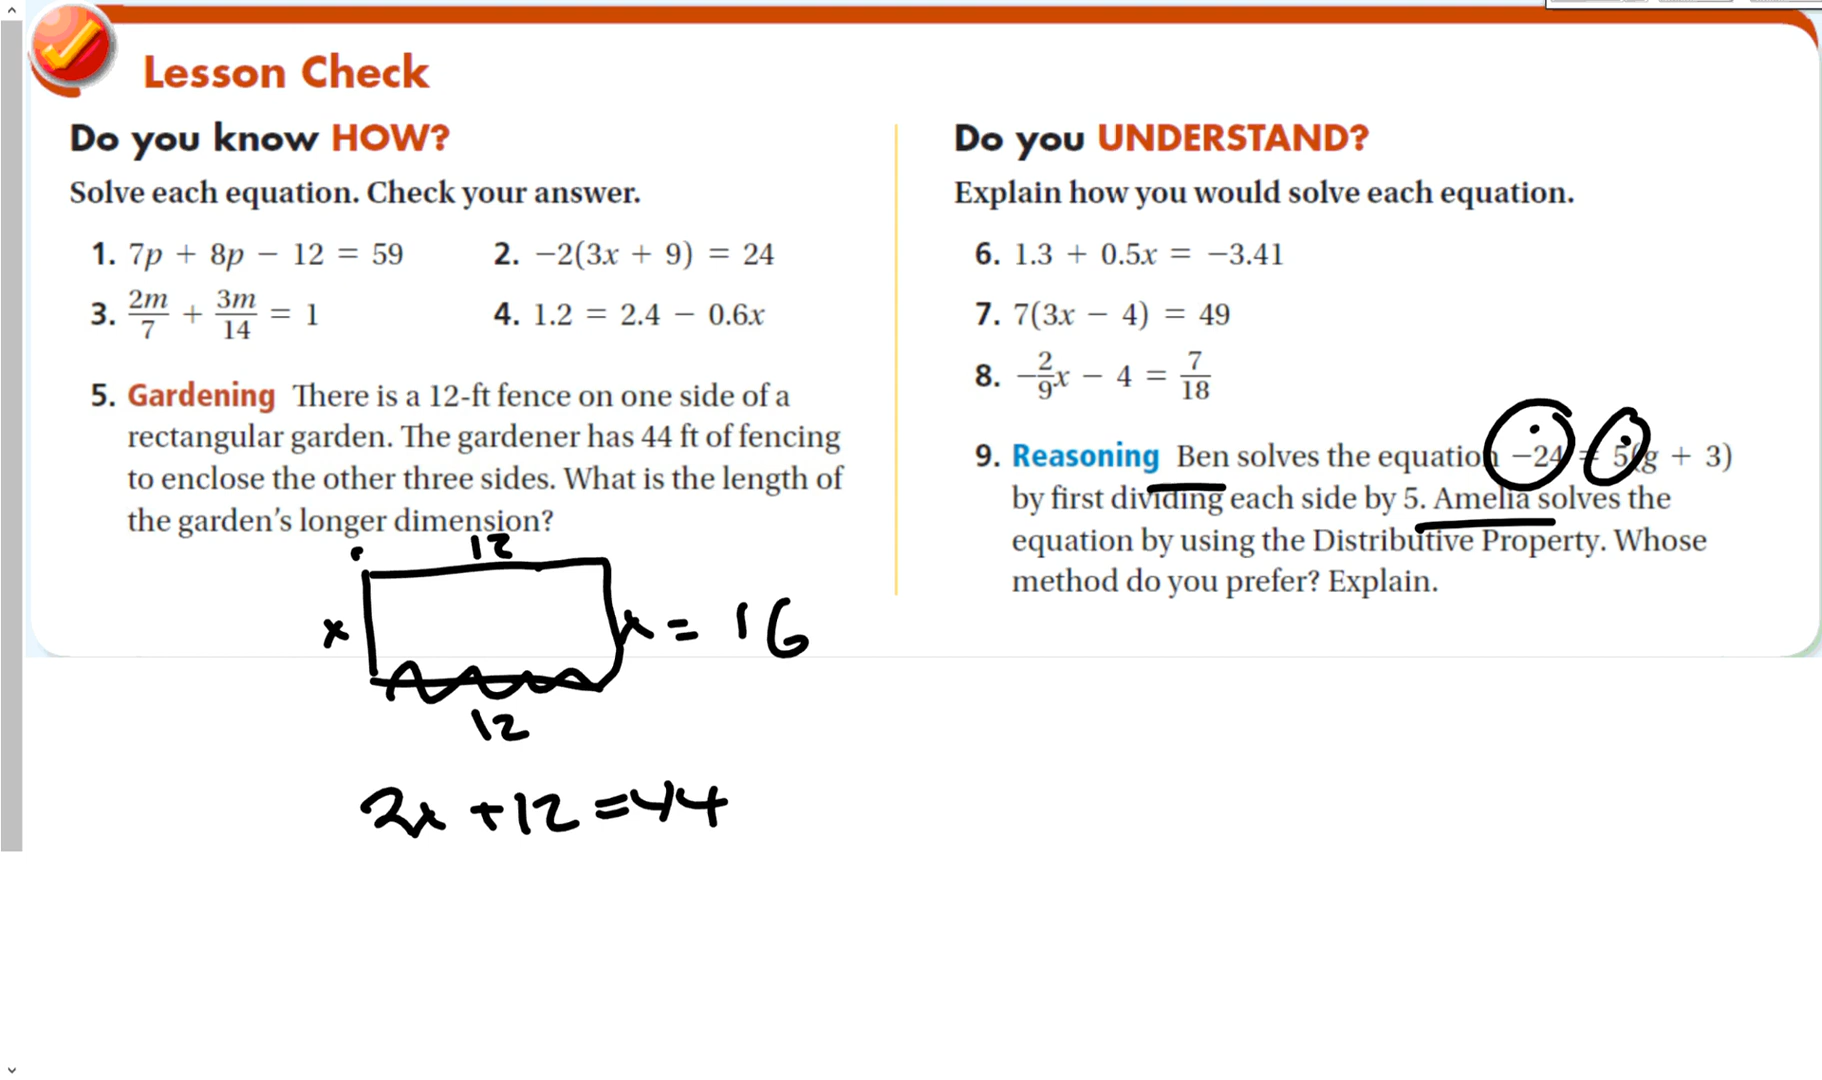 Lesson Check
Do you know HOW?
Solve each equation. Check your answer.
1. 7p + 8p − 12 = 59
2. −2(3x + 9) = 24
3. 2m/7 + 3m/14 = 1
4. 1.2 = 2.4 − 0.6x
5. Gardening There is a 12-ft fence on one side of a
rectangular garden. The gardener has 44 ft of fencing
to enclose the other three sides. What is the length of
the garden's longer dimension?
12
x
x = 16
12
2x + 12 = 44
Do you UNDERSTAND?
Explain how you would solve each equation.
6. 1.3 + 0.5x = −3.41
7. 7(3x − 4) = 49
8. −2/9x − 4 = 7/18
9. Reasoning Ben solves the equation −24 = 5(g + 3)
by first dividing each side by 5. Amelia solves the
equation by using the Distributive Property. Whose
method do you prefer? Explain.